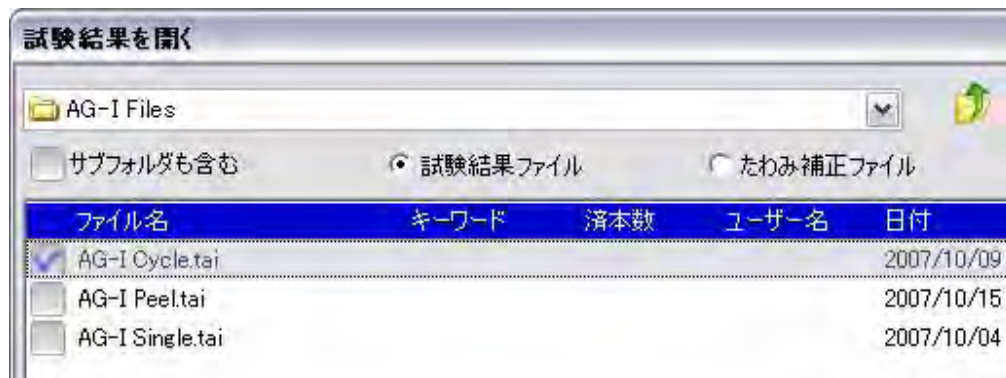 試験結果を開く
AG-I Files
サブフォルダも含む 試験結果ファイル たわみ補正ファイル
ファイル名 キーワード 済本数 ユーザー名 日付
AG-I Cycle.tai 2007/10/09
AG-I Peel.tai 2007/10/15
AG-I Single.tai 2007/10/04